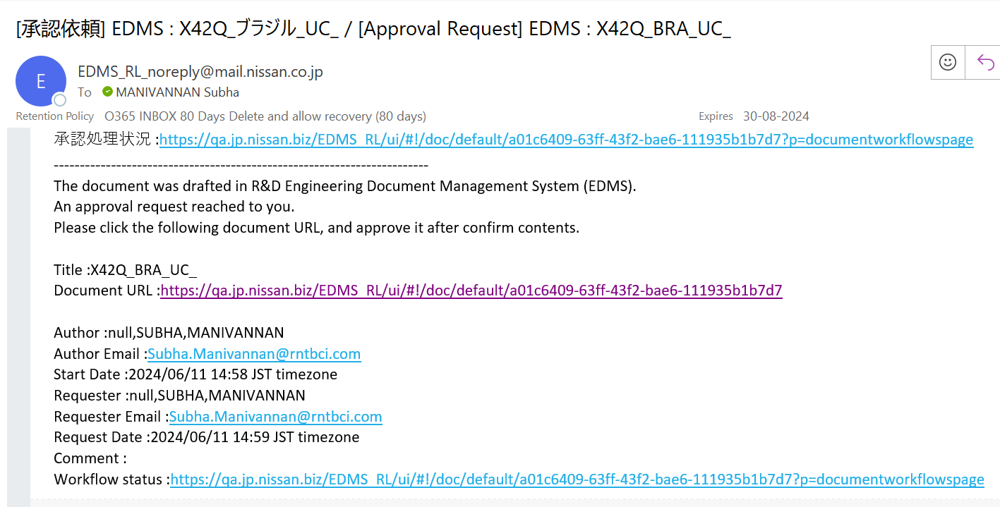 [承認依頼] EDMS : X42Q_ブラジル_UC_ / [Approval Request] EDMS : X42Q_BRA_UC_
E
EDMS_RL_noreply@mail.nissan.co.jp
To MANIVANNAN Subha
Retention Policy O365 INBOX 80 Days Delete and allow recovery (80 days) Expires 30-08-2024
承認処理状況 :https://qa.jp.nissan.biz/EDMS_RL/ui/#!/doc/default/a01c6409-63ff-43f2-bae6-111935b1b7d7?p=documentworkflowspage
------------------------------------------------------------------------
The document was drafted in R&D Engineering Document Management System (EDMS).
An approval request reached to you.
Please click the following document URL, and approve it after confirm contents.
Title :X42Q_BRA_UC_
Document URL :https://qa.jp.nissan.biz/EDMS_RL/ui/#!/doc/default/a01c6409-63ff-43f2-bae6-111935b1b7d7
Author :null,SUBHA,MANIVANNAN
Author Email :Subha.Manivannan@rntbci.com
Start Date :2024/06/11 14:58 JST timezone
Requester :null,SUBHA,MANIVANNAN
Requester Email :Subha.Manivannan@rntbci.com
Request Date :2024/06/11 14:59 JST timezone
Comment :
Workflow status :https://qa.jp.nissan.biz/EDMS_RL/ui/#!/doc/default/a01c6409-63ff-43f2-bae6-111935b1b7d7?p=documentworkflowspage